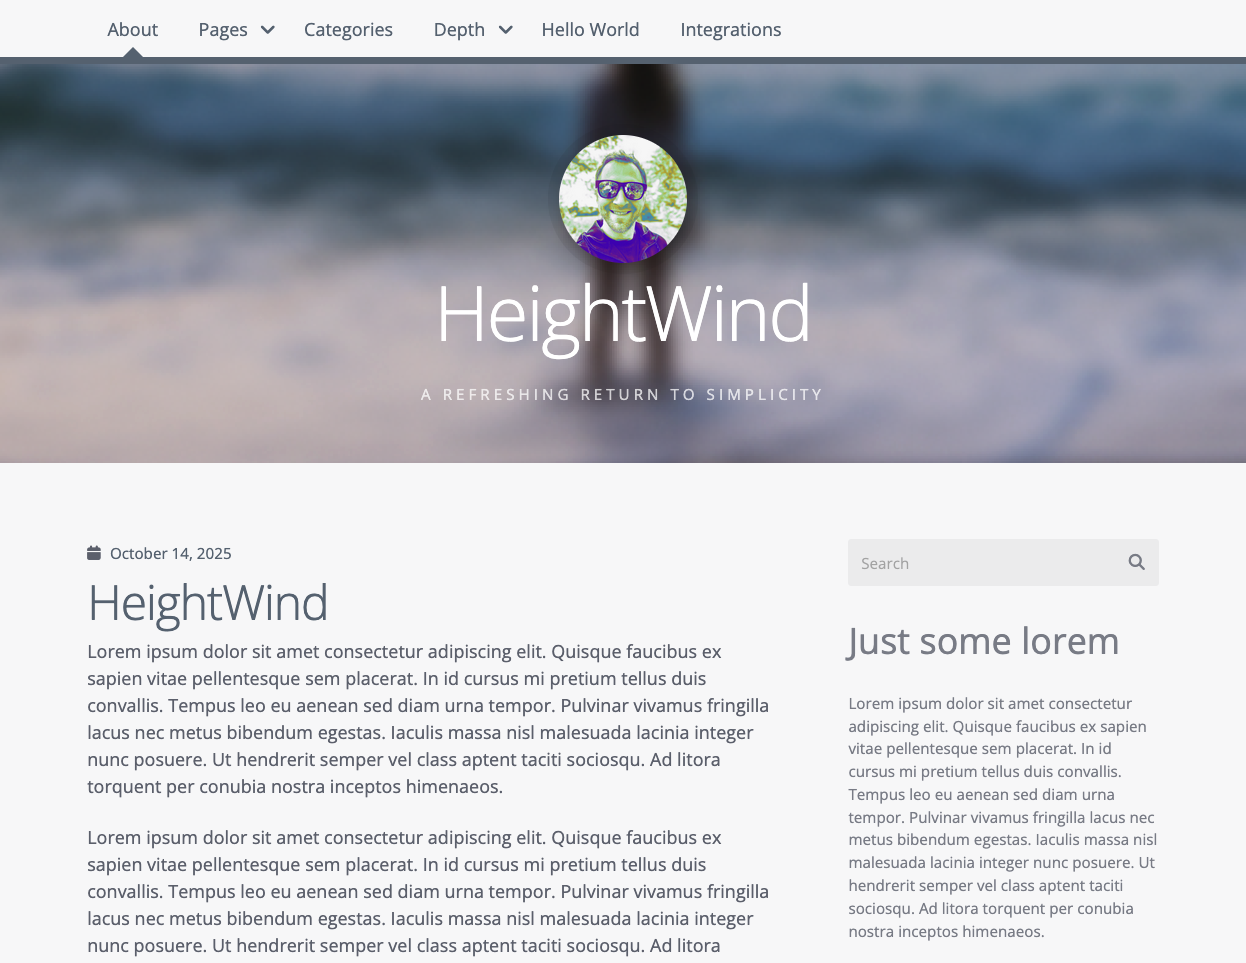 About Pages Categories Depth Hello World Integrations
HeightWind
A REFRESHING RETURN TO SIMPLICITY
October 14, 2025
HeightWind
Lorem ipsum dolor sit amet consectetur adipiscing elit. Quisque faucibus ex
sapien vitae pellentesque sem placerat. In id cursus mi pretium tellus duis
convallis. Tempus leo eu aenean sed diam urna tempor. Pulvinar vivamus fringilla
lacus nec metus bibendum egestas. Iaculis massa nisl malesuada lacinia integer
nunc posuere. Ut hendrerit semper vel class aptent taciti sociosqu. Ad litora
torquent per conubia nostra inceptos himenaeos.
Lorem ipsum dolor sit amet consectetur adipiscing elit. Quisque faucibus ex
sapien vitae pellentesque sem placerat. In id cursus mi pretium tellus duis
convallis. Tempus leo eu aenean sed diam urna tempor. Pulvinar vivamus fringilla
lacus nec metus bibendum egestas. Iaculis massa nisl malesuada lacinia integer
nunc posuere. Ut hendrerit semper vel class aptent taciti sociosqu. Ad litora
Search
Just some lorem
Lorem ipsum dolor sit amet consectetur
adipiscing elit. Quisque faucibus ex sapien
vitae pellentesque sem placerat. In id
cursus mi pretium tellus duis convallis.
Tempus leo eu aenean sed diam urna
tempor. Pulvinar vivamus fringilla lacus nec
metus bibendum egestas. Iaculis massa nisl
malesuada lacinia integer nunc posuere. Ut
hendrerit semper vel class aptent taciti
sociosqu. Ad litora torquent per conubia
nostra inceptos himenaeos.